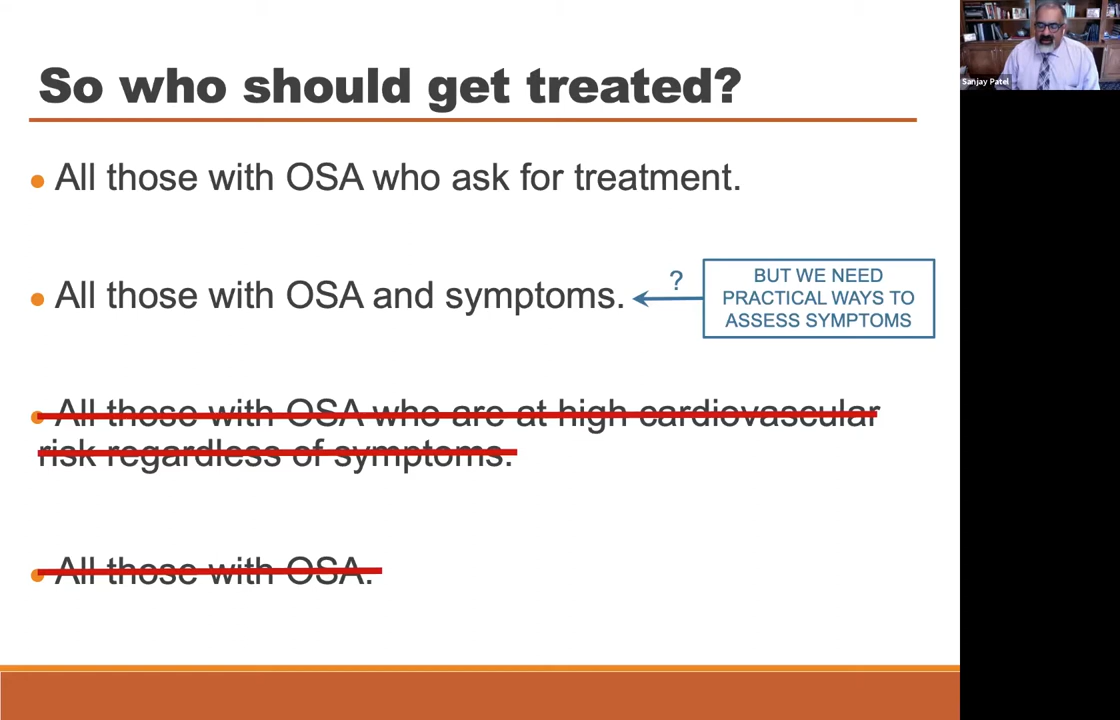 So who should get treated?
• All those with OSA who ask for treatment.
• All those with OSA and symptoms.
?
BUT WE NEED
PRACTICAL WAYS TO
ASSESS SYMPTOMS
• All those with OSA who are at high cardiovascular
risk regardless of symptoms.
• All those with OSA.
Sanjay Patel